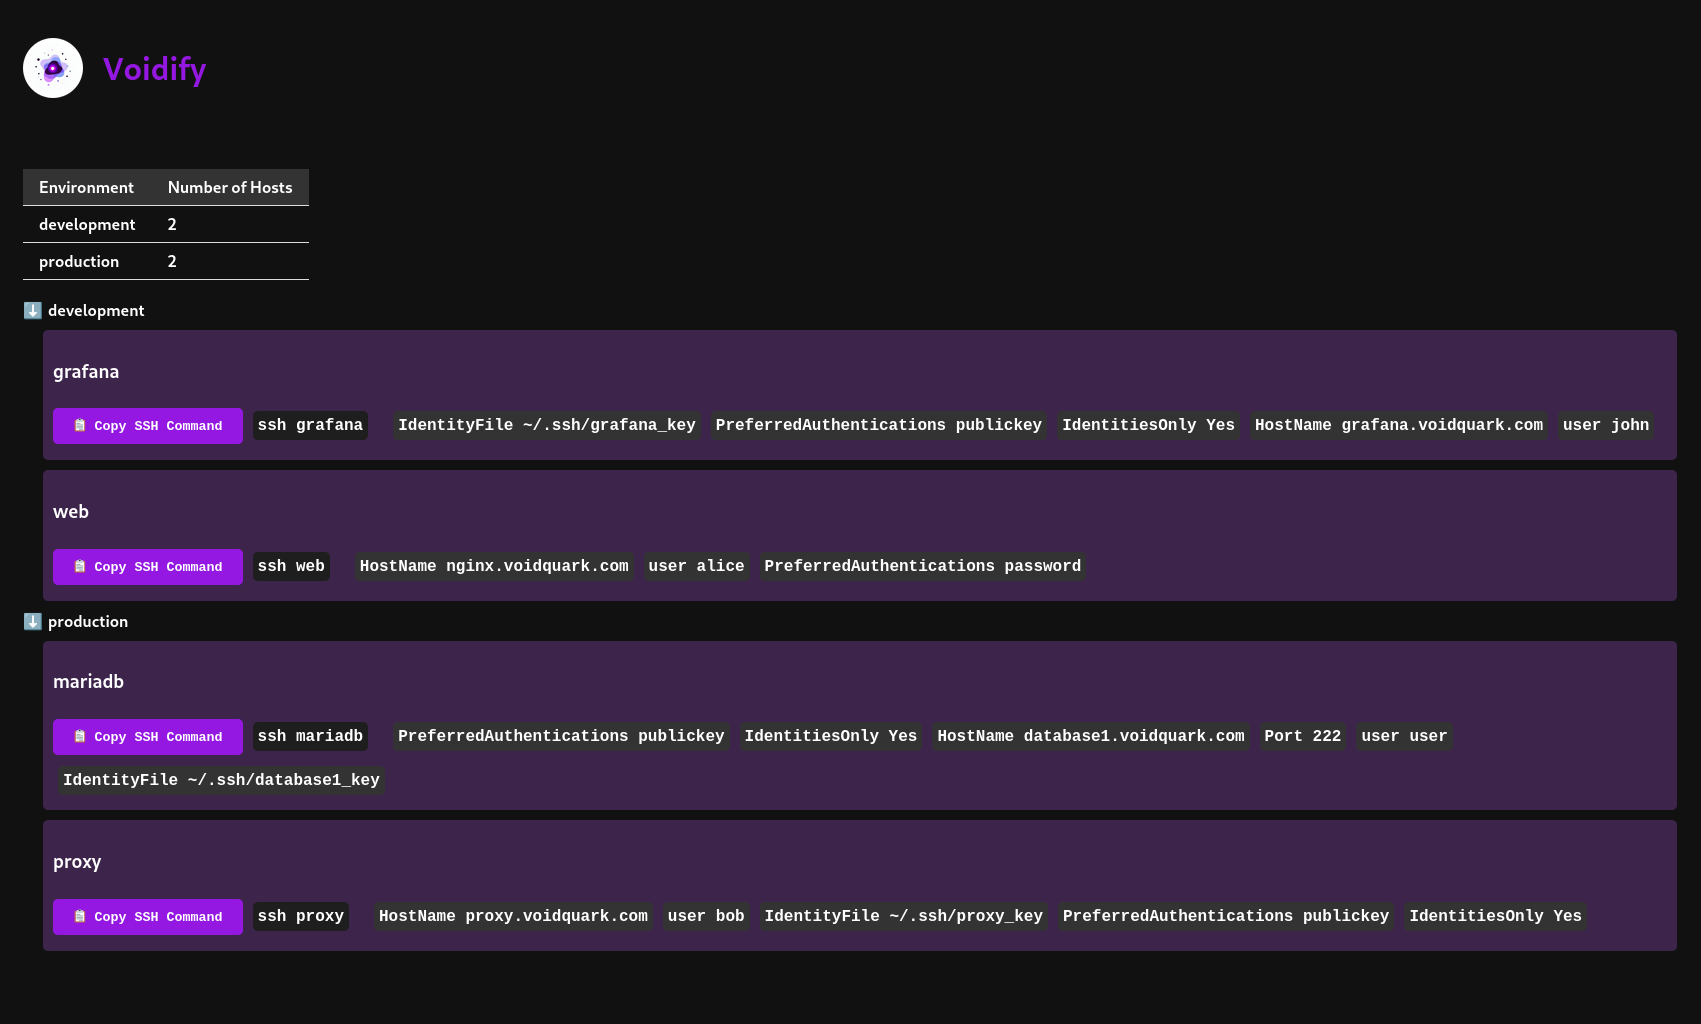 Voidify
Environment Number of Hosts
development 2
production 2
⬇️ development
grafana
📋 Copy SSH Command ssh grafana IdentityFile ~/.ssh/grafana_key PreferredAuthentications publickey IdentitiesOnly Yes HostName grafana.voidquark.com user john
web
📋 Copy SSH Command ssh web HostName nginx.voidquark.com user alice PreferredAuthentications password
⬇️ production
mariadb
📋 Copy SSH Command ssh mariadb PreferredAuthentications publickey IdentitiesOnly Yes HostName database1.voidquark.com Port 222 user user
IdentityFile ~/.ssh/database1_key
proxy
📋 Copy SSH Command ssh proxy HostName proxy.voidquark.com user bob IdentityFile ~/.ssh/proxy_key PreferredAuthentications publickey IdentitiesOnly Yes